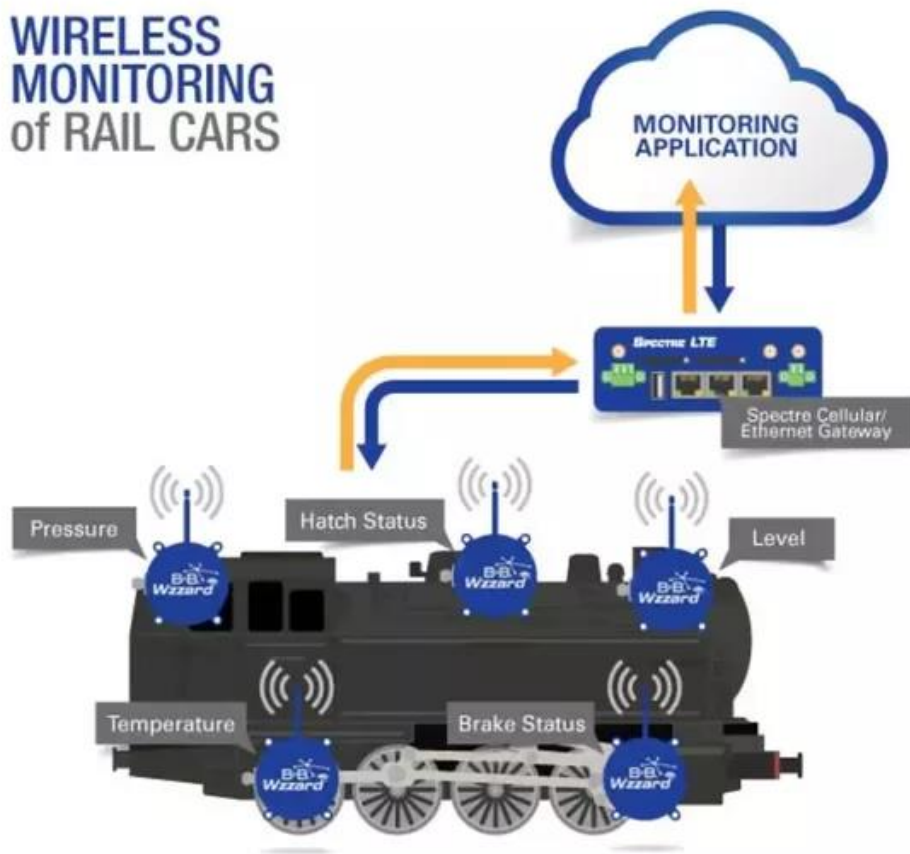 WIRELESS
MONITORING
of RAIL CARS
MONITORING
APPLICATION
SPECTRE LTE
Spectre Cellular/
Ethernet Gateway
Pressure
Hatch Status
Level
B+B
Wzzard
B+B
Wzzard
B+B
Wzzard
Temperature
Brake Status
B+B
Wzzard
B+B
Wzzard